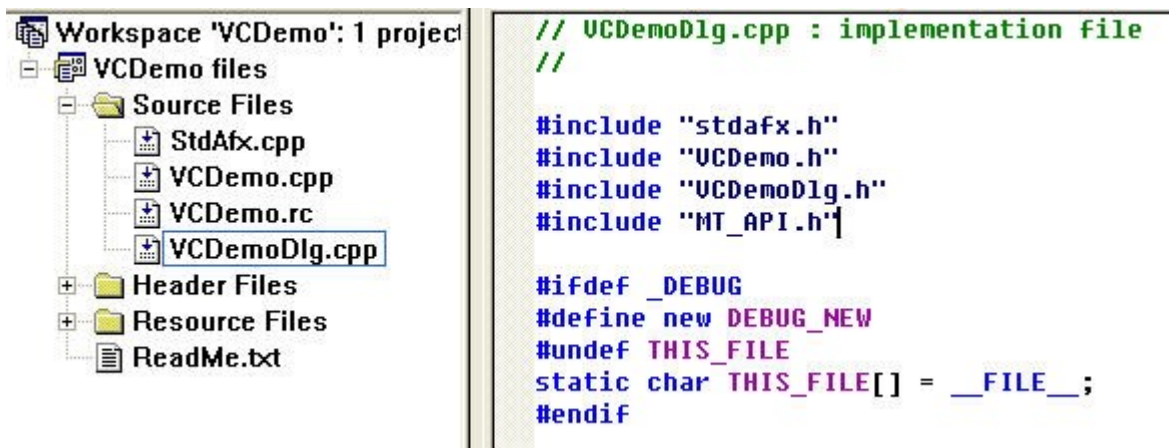 Workspace 'VCDemo': 1 project
VCDemo files
Source Files
StdAfx.cpp
VCDemo.cpp
VCDemo.rc
VCDemoDlg.cpp
Header Files
Resource Files
ReadMe.txt
// VCDemoDlg.cpp : implementation file
//
#include "stdafx.h"
#include "VCDemo.h"
#include "VCDemoDlg.h"
#include "MT_API.h"
#ifdef _DEBUG
#define new DEBUG_NEW
#undef THIS_FILE
static char THIS_FILE[] = __FILE__;
#endif